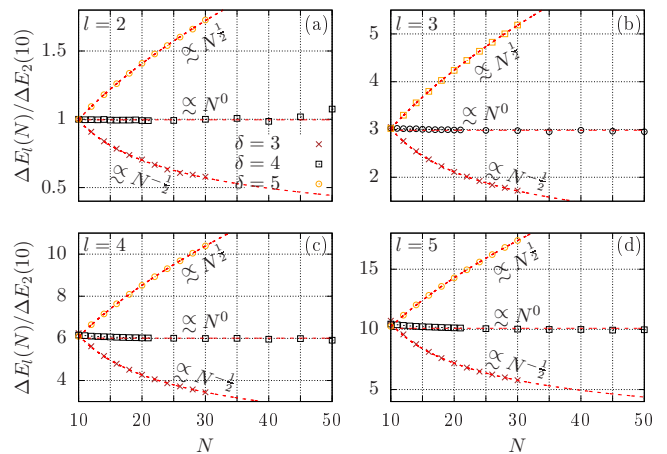 l = 2
(a)
ΔE_l(N)/ΔE_2(10)
1.5
1
0.5
∝∼ N^{1/2}
∝∼ N^0
∝∼ N^{-1/2}
δ = 3
δ = 4
δ = 5
l = 3
(b)
5
4
3
2
∝∼ N^{1/2}
∝∼ N^0
∝∼ N^{-1/2}
l = 4
(c)
ΔE_l(N)/ΔE_2(10)
10
8
6
4
∝∼ N^{1/2}
∝∼ N^0
∝∼ N^{-1/2}
10 20 30 40 50
N
l = 5
(d)
15
10
5
∝∼ N^{1/2}
∝∼ N^0
∝∼ N^{-1/2}
10 20 30 40 50
N